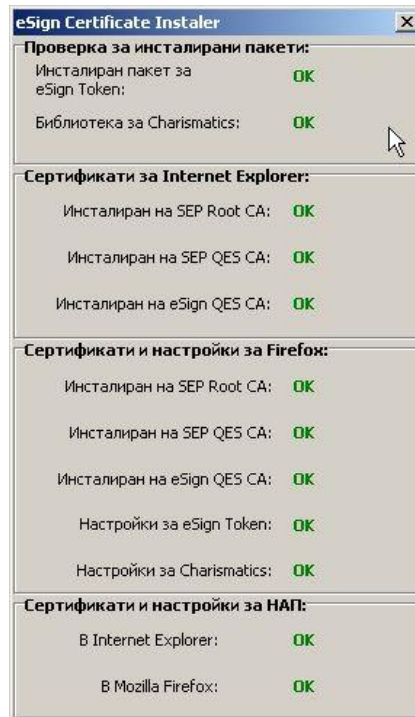 eSign Certificate Instaler
Проверка за инсталирани пакети:
Инсталиран пакет за
eSign Token: OK
Библиотека за Charismatics: OK
Сертификати за Internet Explorer:
Инсталиран на SEP Root CA: OK
Инсталиран на SEP QES CA: OK
Инсталиран на eSign QES CA: OK
Сертификати и настройки за Firefox:
Инсталиран на SEP Root CA: OK
Инсталиран на SEP QES CA: OK
Инсталиран на eSign QES CA: OK
Настройки за eSign Token: OK
Настройки за Charismatics: OK
Сертификати и настройки за НАП:
В Internet Explorer: OK
В Mozilla Firefox: OK